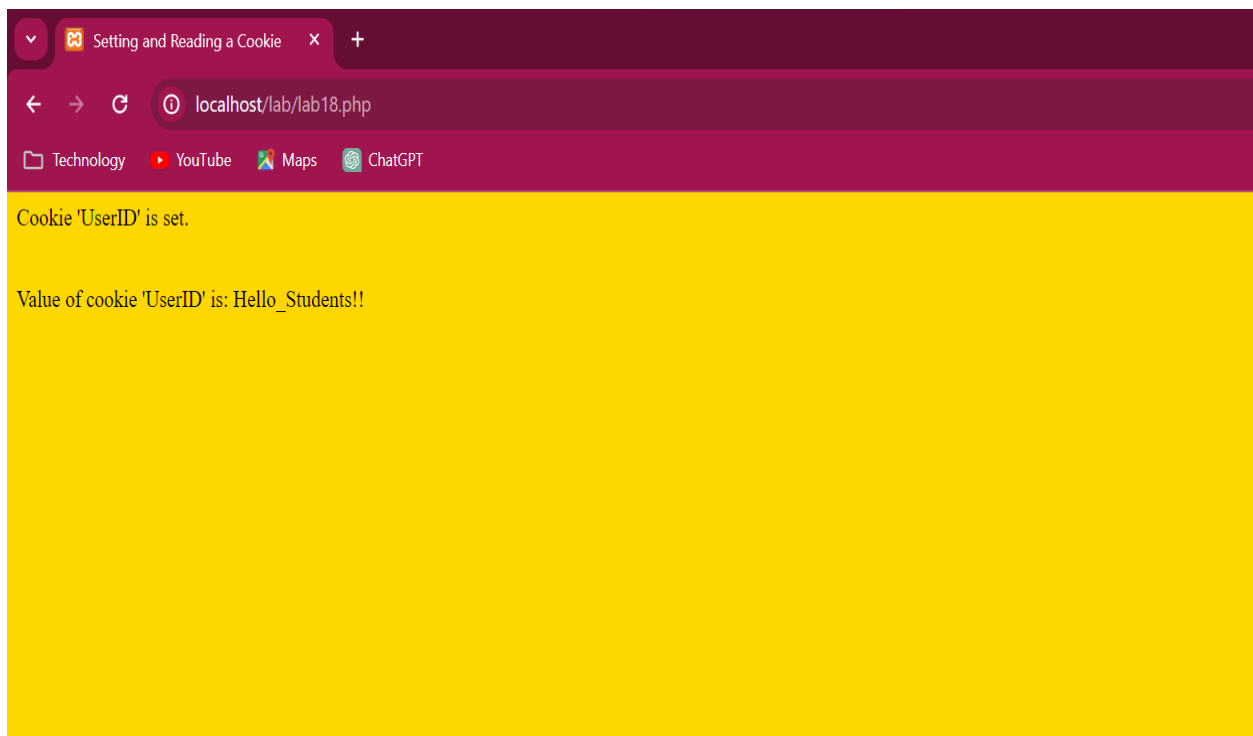 Setting and Reading a Cookie
localhost/lab/lab18.php
Technology YouTube Maps ChatGPT
Cookie 'UserID' is set.
Value of cookie 'UserID' is: Hello_Students!!